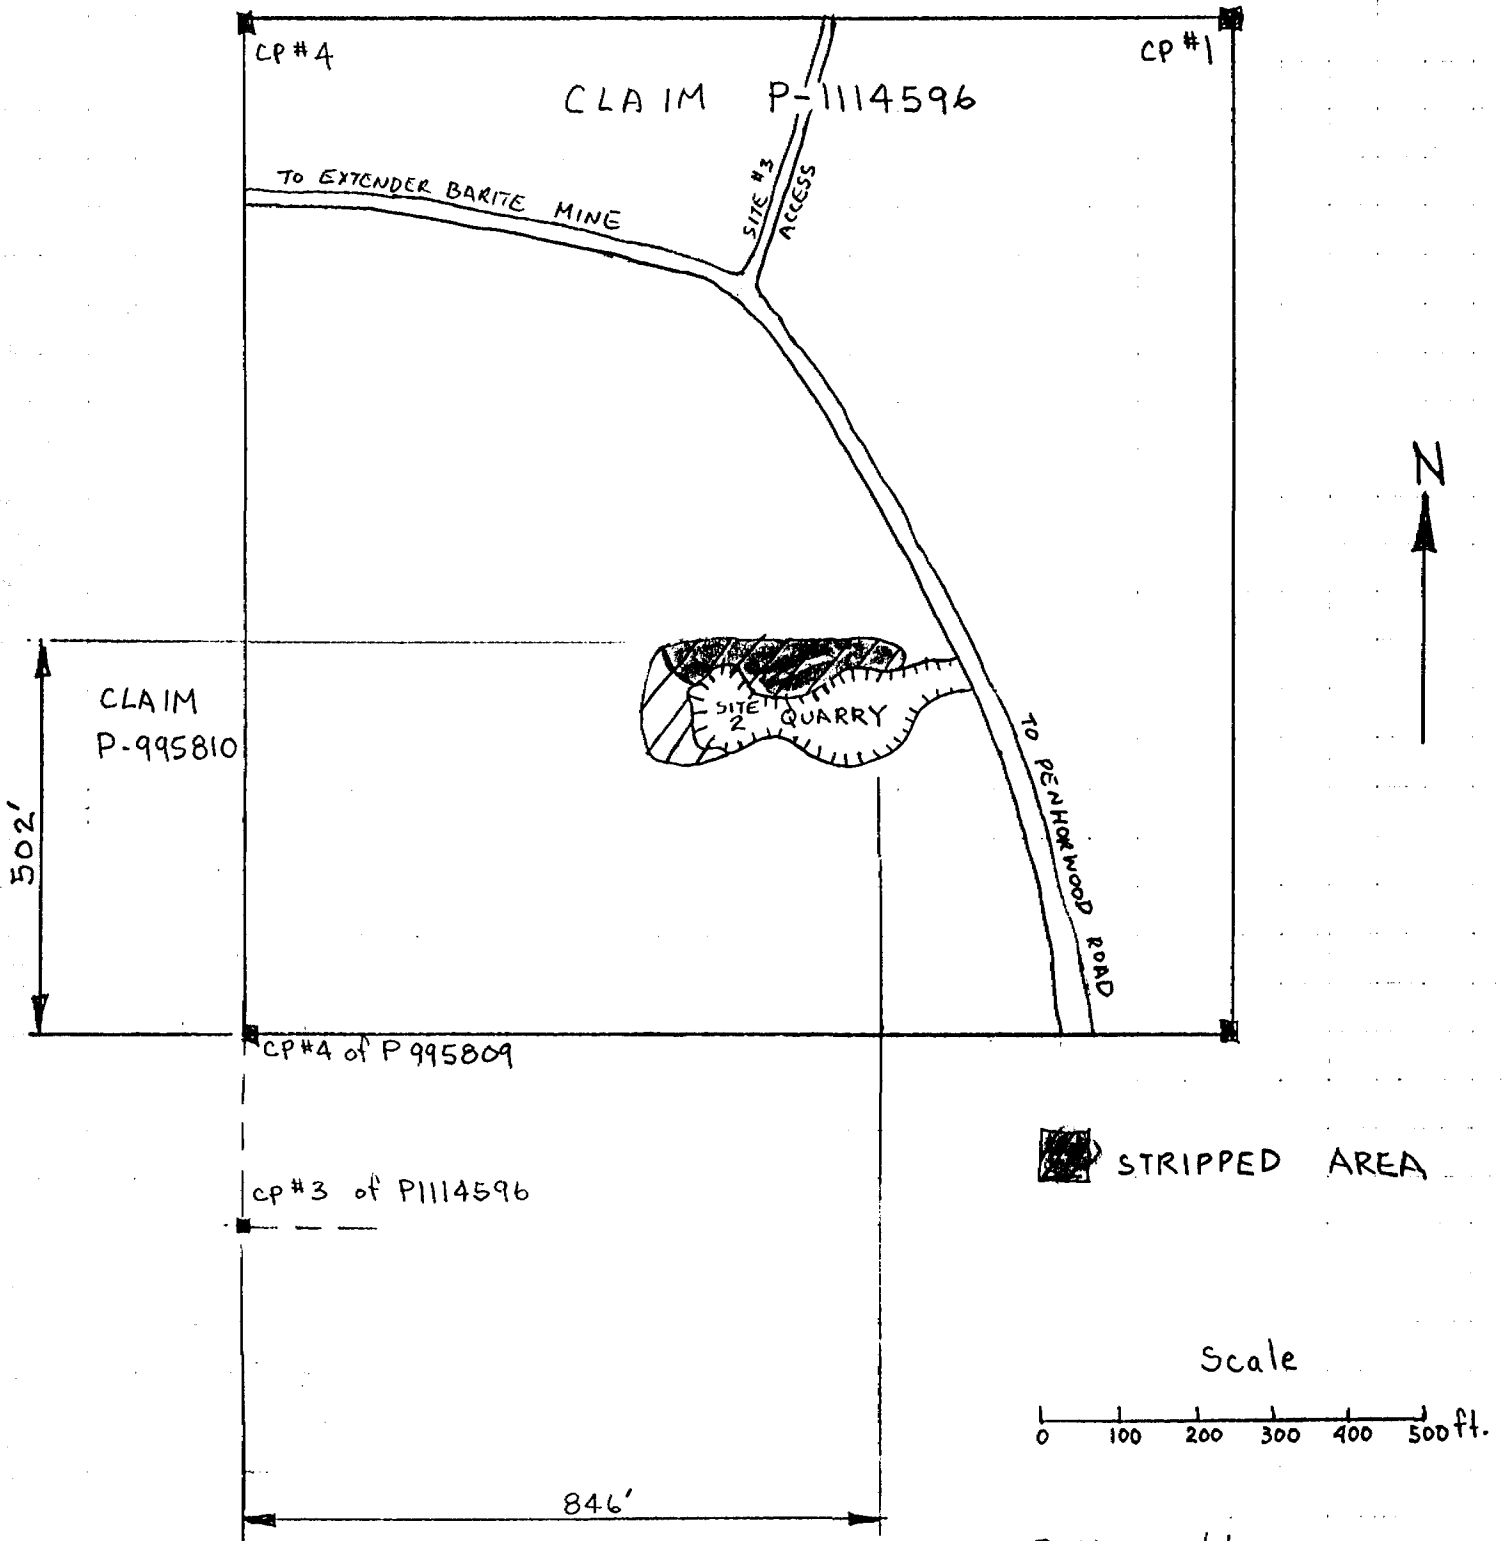 CP #4
CP #1
CLAIM P-1114596
TO EXTENDER BARITE MINE
SITE #3
ACCESS
N
CLAIM
P-995810
SITE
2
QUARRY
TO PENHORWOOD ROAD
502'
CP#4 of P995809
STRIPPED AREA
CP#3 of P1114596
Scale
0 100 200 300 400 500 ft.
846'